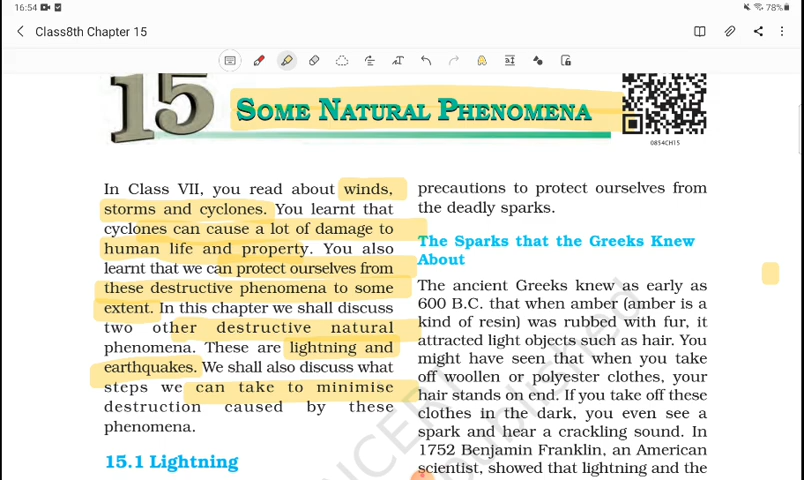 16:54
78%
Class8th Chapter 15
15
SOME NATURAL PHENOMENA
0854CH15
In Class VII, you read about winds,
storms and cyclones. You learnt that
cyclones can cause a lot of damage to
human life and property. You also
learnt that we can protect ourselves from
these destructive phenomena to some
extent. In this chapter we shall discuss
two other destructive natural
phenomena. These are lightning and
earthquakes. We shall also discuss what
steps we can take to minimise
destruction caused by these
phenomena.
15.1 Lightning
precautions to protect ourselves from
the deadly sparks.
The Sparks that the Greeks Knew
About
The ancient Greeks knew as early as
600 B.C. that when amber (amber is a
kind of resin) was rubbed with fur, it
attracted light objects such as hair. You
might have seen that when you take
off woollen or polyester clothes, your
hair stands on end. If you take off these
clothes in the dark, you even see a
spark and hear a crackling sound. In
1752 Benjamin Franklin, an American
scientist, showed that lightning and the